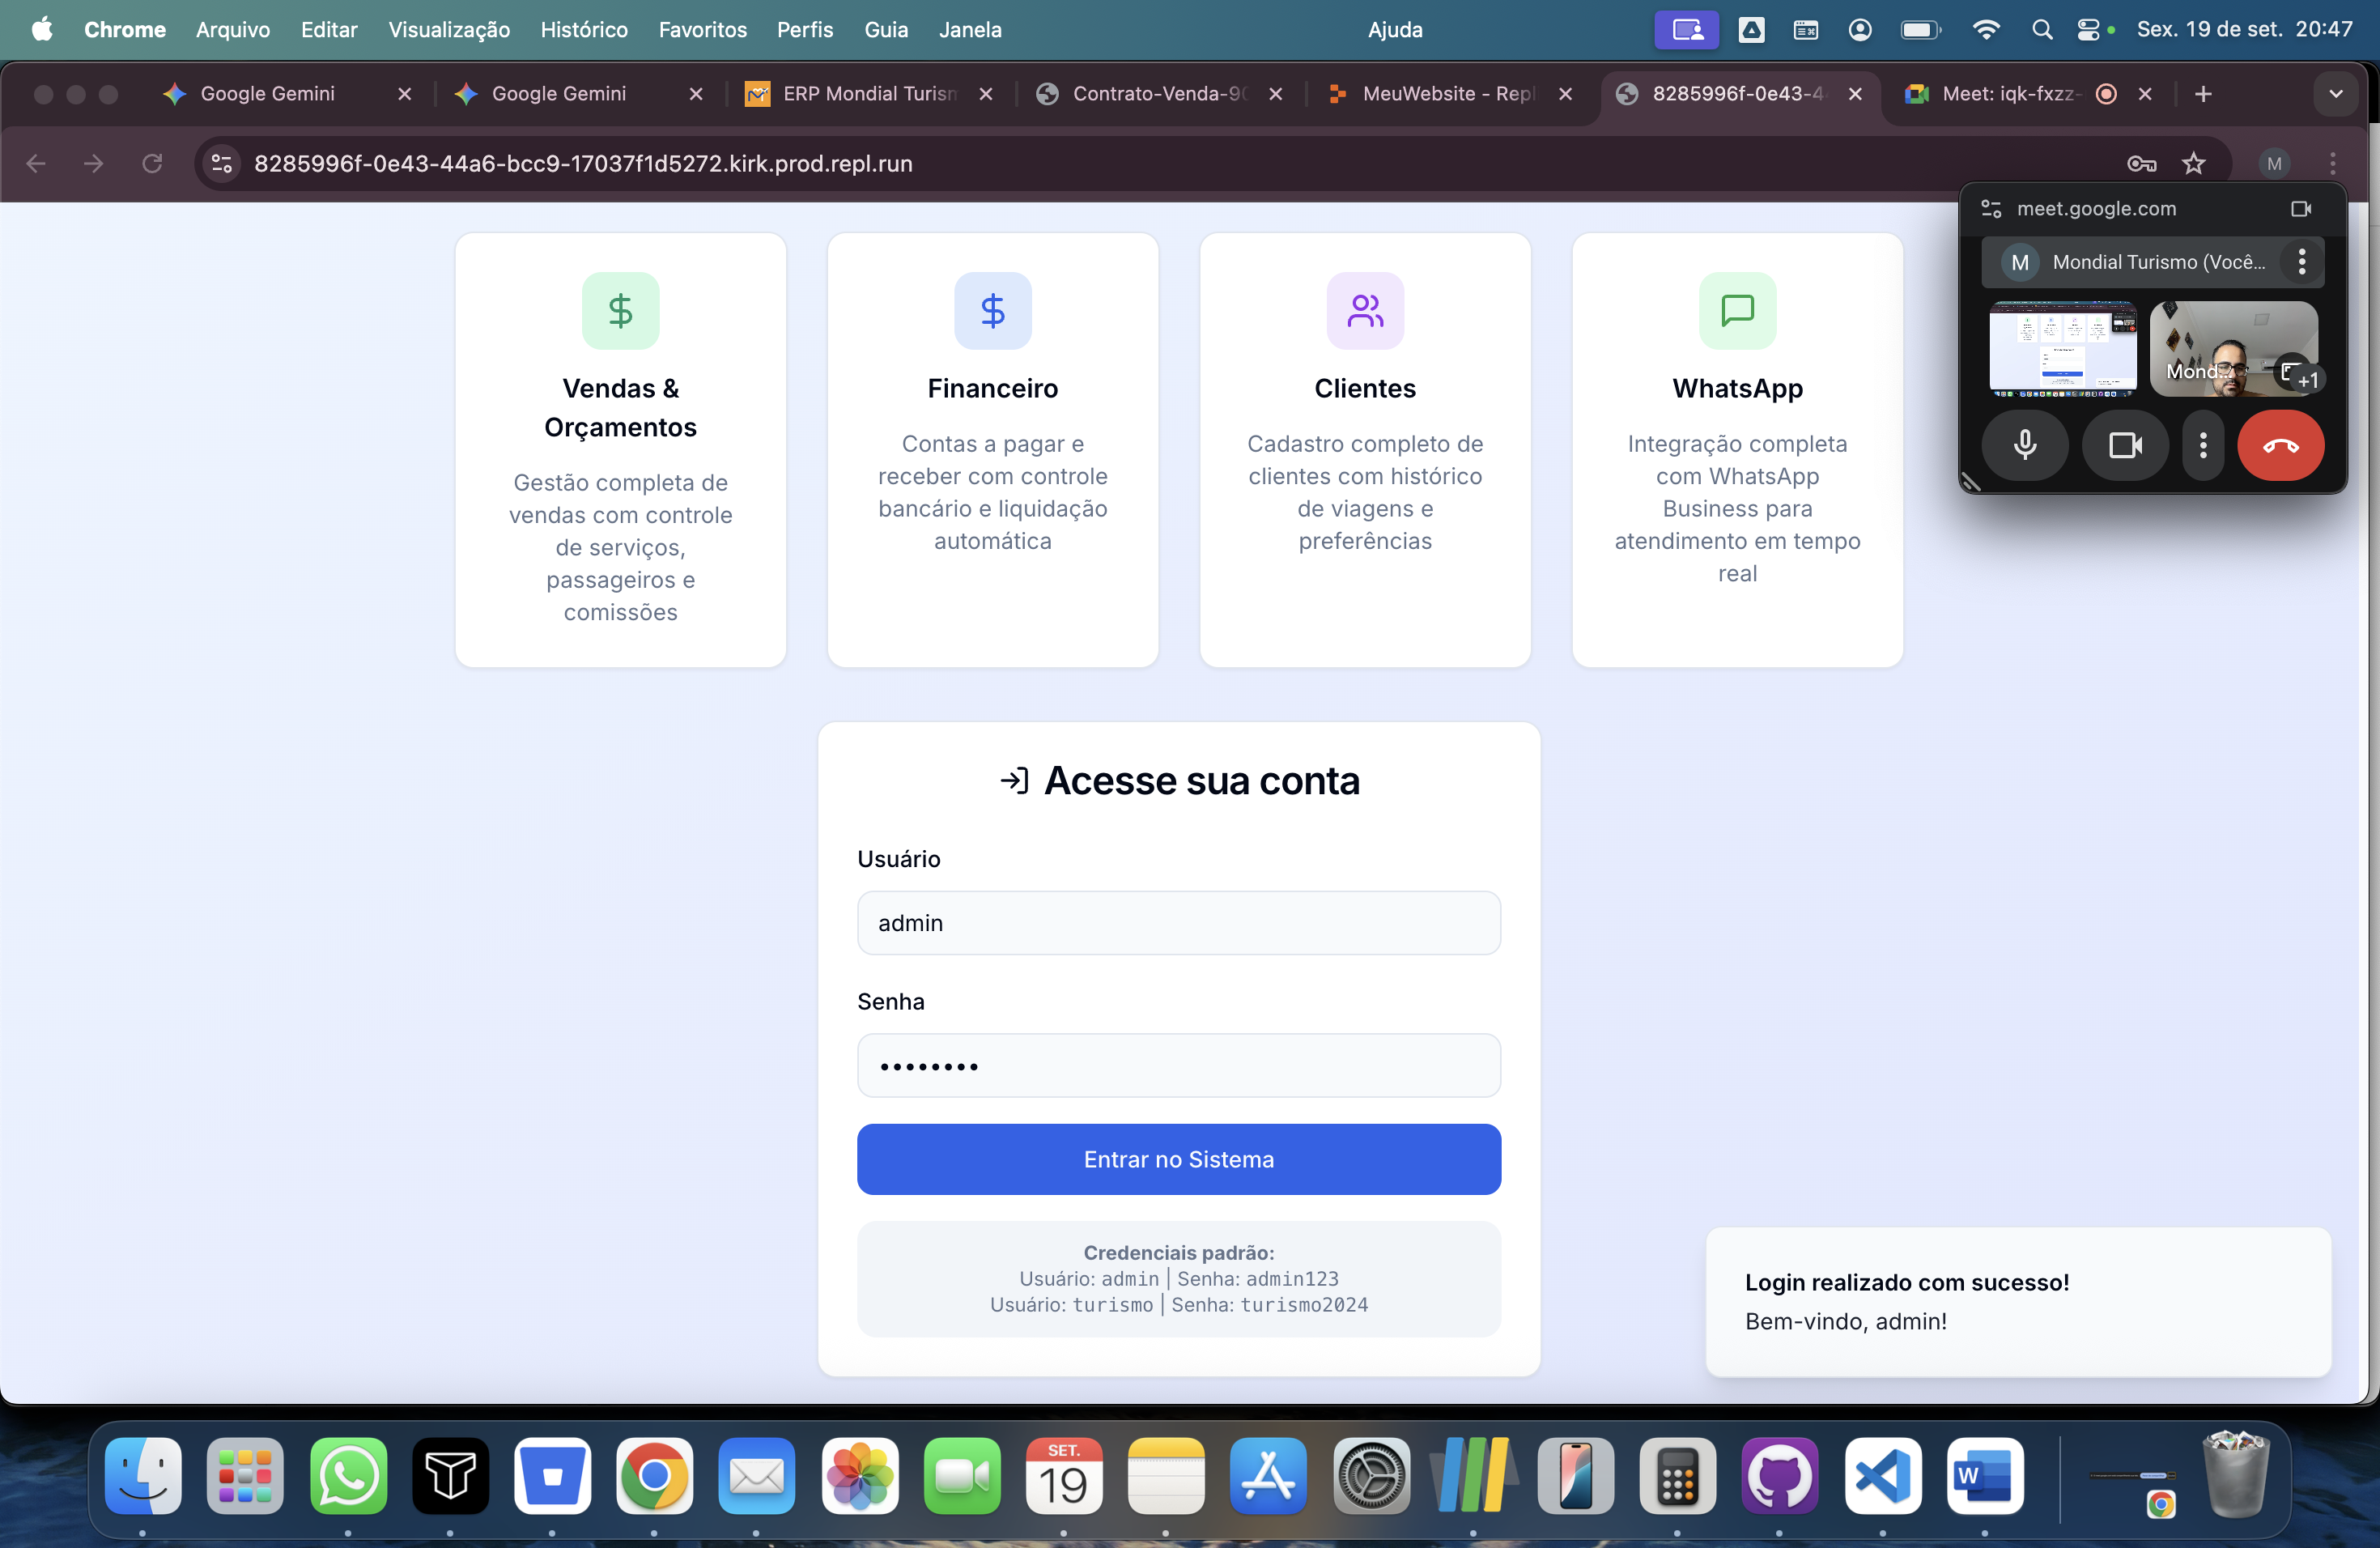 Chrome Arquivo Editar Visualização Histórico Favoritos Perfis Guia Janela Ajuda Sex. 19 de set. 20:47
Google Gemini Google Gemini ERP Mondial Turism Contrato-Venda-90 MeuWebsite - Repl 8285996f-0e43-44 Meet: iqk-fxzz-
8285996f-0e43-44a6-bcc9-17037f1d5272.kirk.prod.repl.run
M
meet.google.com
M Mondial Turismo (Você...
Mond...
+1
Vendas &
Orçamentos
Gestão completa de
vendas com controle
de serviços,
passageiros e
comissões
Financeiro
Contas a pagar e
receber com controle
bancário e liquidação
automática
Clientes
Cadastro completo de
clientes com histórico
de viagens e
preferências
WhatsApp
Integração completa
com WhatsApp
Business para
atendimento em tempo
real
Acesse sua conta
Usuário
admin
Senha
••••••••
Entrar no Sistema
Credenciais padrão:
Usuário: admin | Senha: admin123
Usuário: turismo | Senha: turismo2024
Login realizado com sucesso!
Bem-vindo, admin!
SET.
19
W